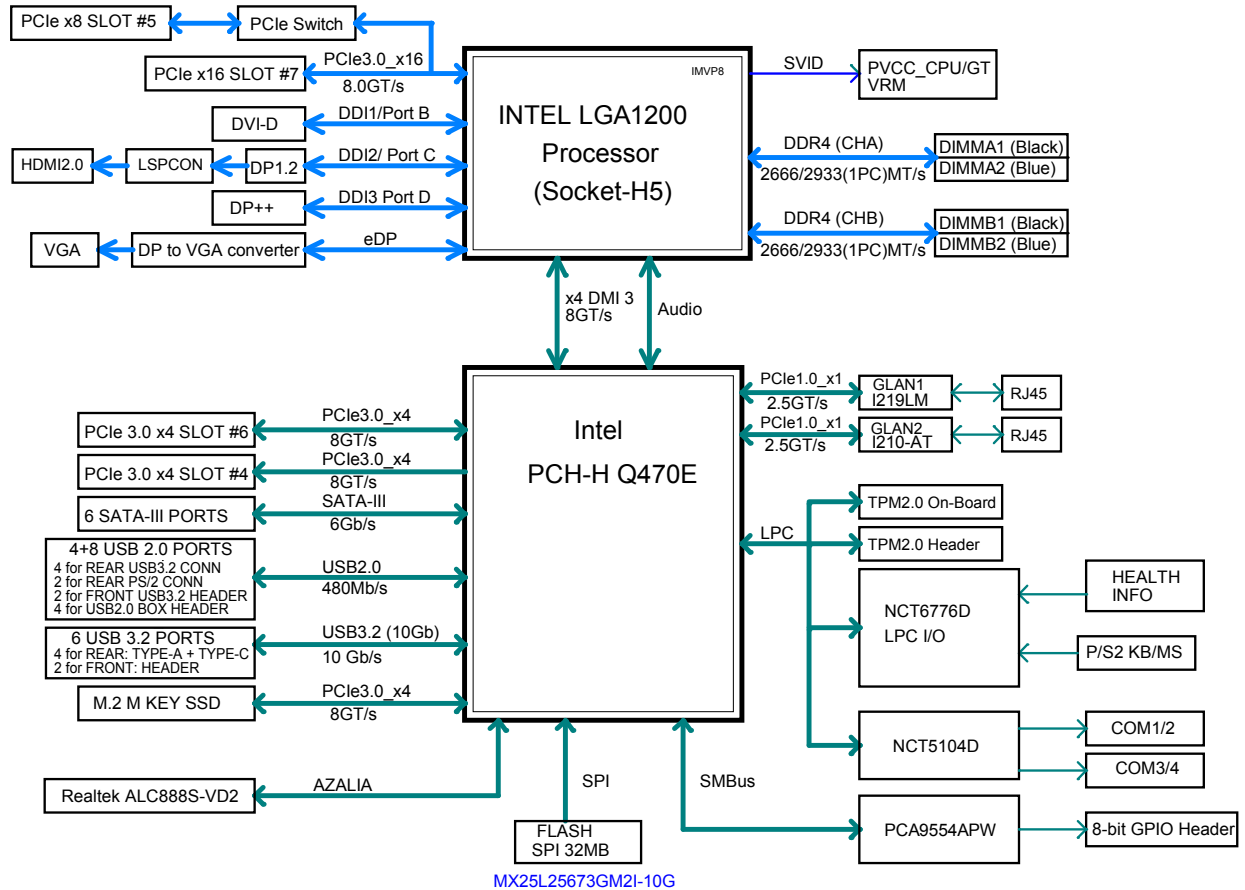 PCIe x8 SLOT #5
PCIe Switch
PCIe x16 SLOT #7
PCIe3.0_x16
8.0GT/s
DVI-D
DDI1/Port B
HDMI2.0
LSPCON
DP1.2
DDI2/ Port C
DP++
DDI3 Port D
VGA
DP to VGA converter
eDP
IMVP8
INTEL LGA1200
Processor
(Socket-H5)
SVID
PVCC_CPU/GT
VRM
DDR4 (CHA)
2666/2933(1PC)MT/s
DIMMA1 (Black)
DIMMA2 (Blue)
DDR4 (CHB)
2666/2933(1PC)MT/s
DIMMB1 (Black)
DIMMB2 (Blue)
x4 DMI 3
8GT/s
Audio
Intel
PCH-H Q470E
PCIe 3.0 x4 SLOT #6
PCIe3.0_x4
8GT/s
PCIe 3.0 x4 SLOT #4
PCIe3.0_x4
8GT/s
6 SATA-III PORTS
SATA-III
6Gb/s
4+8 USB 2.0 PORTS
4 for REAR USB3.2 CONN
2 for REAR PS/2 CONN
2 for FRONT USB3.2 HEADER
4 for USB2.0 BOX HEADER
USB2.0
480Mb/s
6 USB 3.2 PORTS
4 for REAR: TYPE-A + TYPE-C
2 for FRONT: HEADER
USB3.2 (10Gb)
10 Gb/s
M.2 M KEY SSD
PCIe3.0_x4
8GT/s
Realtek ALC888S-VD2
AZALIA
SPI
FLASH
SPI 32MB
MX25L25673GM2I-10G
SMBus
PCIe1.0_x1
2.5GT/s
GLAN1
I219LM
RJ45
PCIe1.0_x1
2.5GT/s
GLAN2
I210-AT
RJ45
LPC
TPM2.0 On-Board
TPM2.0 Header
NCT6776D
LPC I/O
HEALTH
INFO
P/S2 KB/MS
NCT5104D
COM1/2
COM3/4
PCA9554APW
8-bit GPIO Header